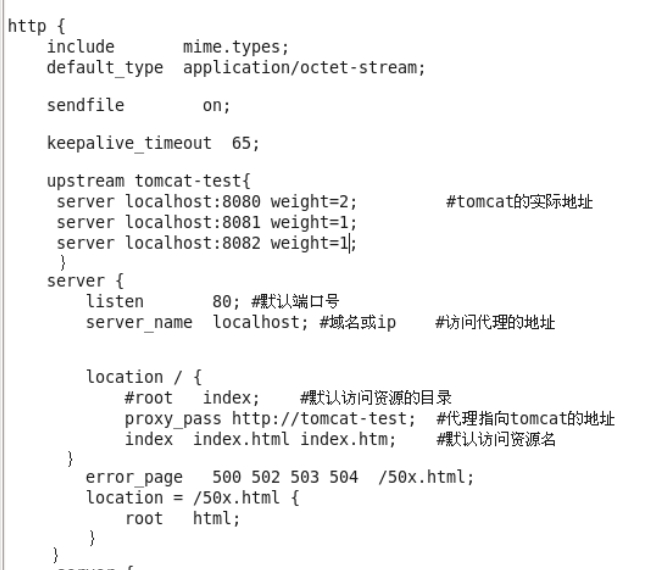 http {
    include       mime.types;
    default_type  application/octet-stream;
    sendfile        on;
    keepalive_timeout  65;
    upstream tomcat-test{
     server localhost:8080 weight=2;         #tomcat的实际地址
     server localhost:8081 weight=1;
     server localhost:8082 weight=1;
     }
    server {
        listen       80; #默认端口号
        server_name  localhost; #域名或ip    #访问代理的地址
        location / {
            #root   index;    #默认访问资源的目录
            proxy_pass http://tomcat-test;  #代理指向tomcat的地址
            index  index.html index.htm;    #默认访问资源名
      }
        error_page   500 502 503 504  /50x.html;
        location = /50x.html {
            root   html;
        }
    }
     server {